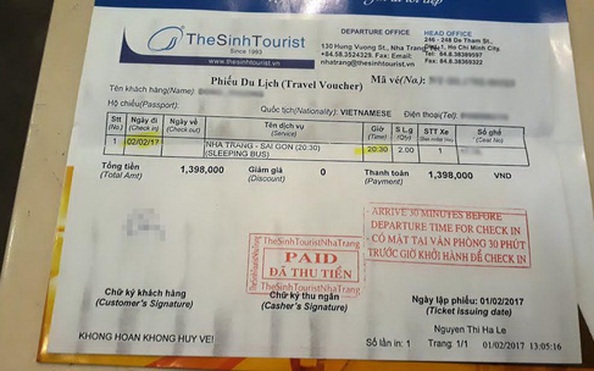 TheSinhTourist
Since 1993
www.thesinhtourist.vn
DEPARTURE OFFICE
130 Hung Vuong St., Nha Trang
+84.58.3524329. Fax: Email:
nhatrang@thesinhtourist.vn
HEAD OFFICE
246 - 248 De Tham St.,
Dist. 1, Ho Chi Minh City.
Tel: 84.8.38389597
Fax: 84.8.38369322
Phiếu Du Lịch (Travel Voucher)
Mã vé(No.)
Tên khách hàng(Name):
Hộ chiếu(Passport):
Quốc tịch(Nationality): VIETNAMESE
Điện thoại(Tel):
Stt (No.)
Ngày đi (Check in)
Ngày về (Check out)
Tên dịch vụ (Service)
Giờ (Time)
S Lg (Qty)
STT Xe
Số ghế (Seat No)
1 02/02/17 NHA TRANG - SAI GON (20:30) 20:30 2.00 1
(SLEEPING BUS)
Tổng tiền (Total Amt) 1,398,000
Giảm giá (Discount) 0
Thanh toán (Payment) 1,398,000 VND
TheSinhTouristNhaTrang
PAID
ĐÃ THU TIỀN
TheSinhTouristNhaTrang
- ARRIVE 30 MINUTES BEFORE
DEPARTURE TIME FOR CHECK IN
- CÓ MẶT TẠI VĂN PHÒNG 30 PHÚT
TRƯỚC GIỜ KHỞI HÀNH ĐỂ CHECK IN
Chữ ký khách hàng
(Customer's Signature)
Chữ ký thu ngân
(Casher's Signature)
Ngày lập phiếu: 01/02/2017
(Ticket issuing date)
Nguyen Thi Ha Le
KHONG HOAN KHONG HUY VE!
Số lần in: 1 Trang: 1/1 01/02/2017 13:05:16